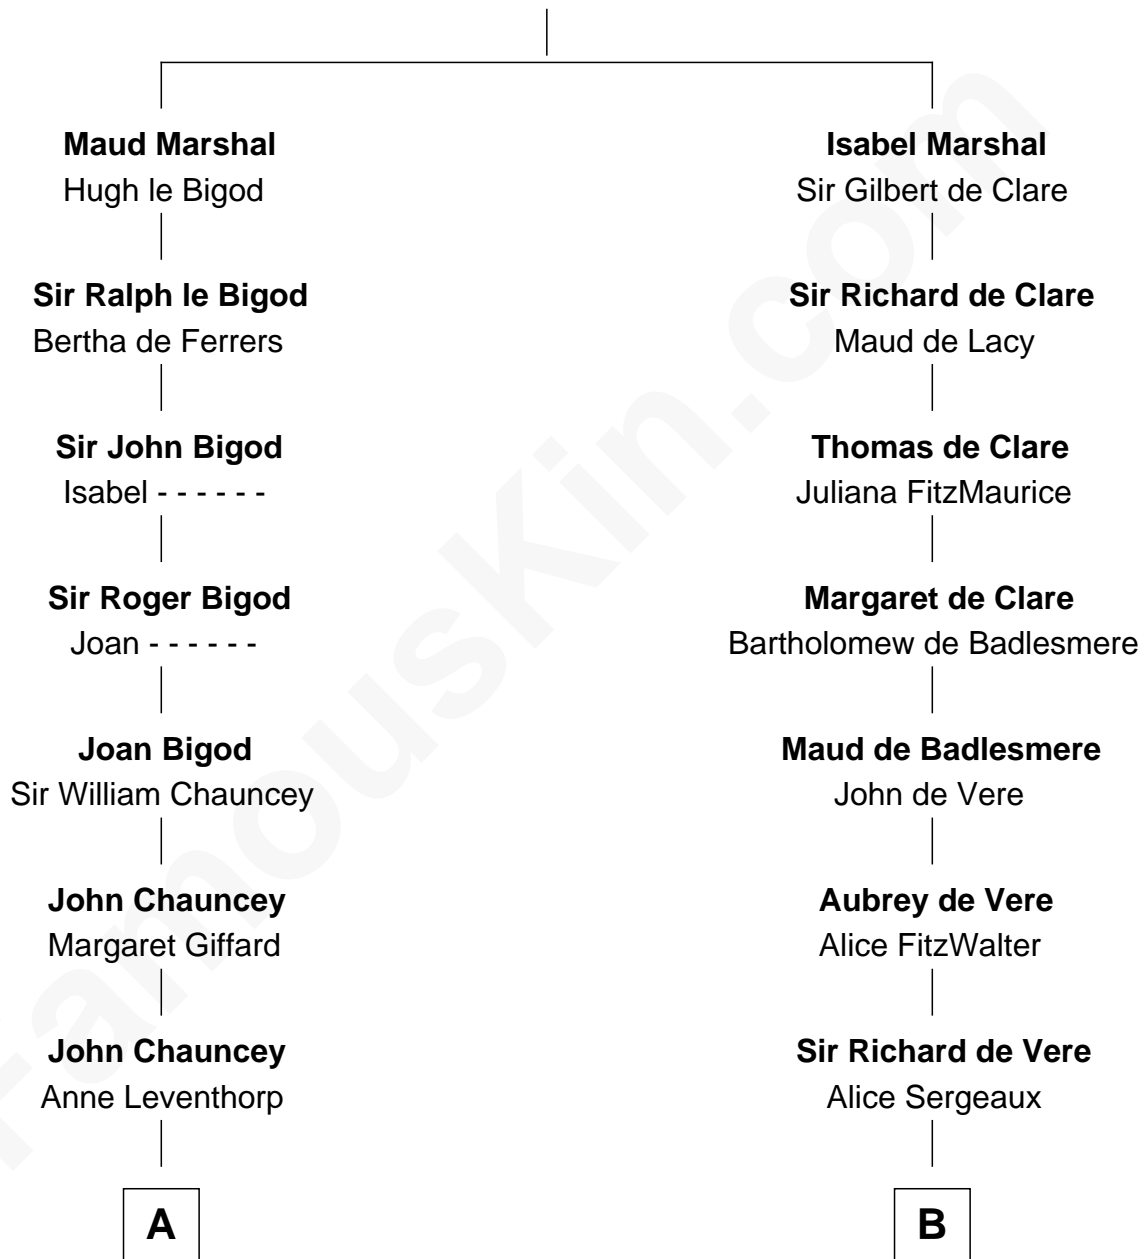 Maud Marshal
Hugh le Bigod
Sir Ralph le Bigod
Bertha de Ferrers
Sir John Bigod
Isabel - - - - - -
Sir Roger Bigod
Joan - - - - - -
Joan Bigod
Sir William Chauncey
John Chauncey
Margaret Giffard
John Chauncey
Anne Leventhorp
A
Isabel Marshal
Sir Gilbert de Clare
Sir Richard de Clare
Maud de Lacy
Thomas de Clare
Juliana FitzMaurice
Margaret de Clare
Bartholomew de Badlesmere
Maud de Badlesmere
John de Vere
Aubrey de Vere
Alice FitzWalter
Sir Richard de Vere
Alice Sergeaux
B
FamousKin.com